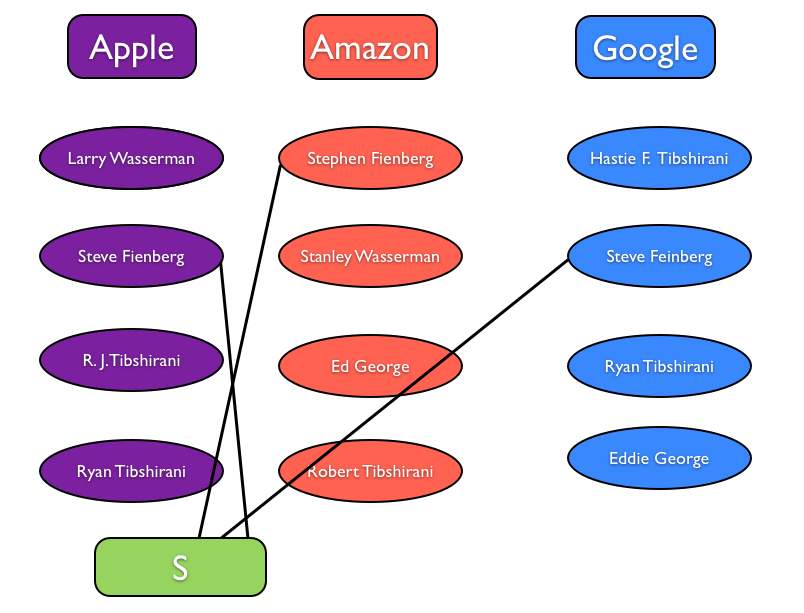 Apple
Amazon
Google
Larry Wasserman
Stephen Fienberg
Hastie F. Tibshirani
Steve Fienberg
Stanley Wasserman
Steve Feinberg
R. J. Tibshirani
Ed George
Ryan Tibshirani
Ryan Tibshirani
Robert Tibshirani
Eddie George
S